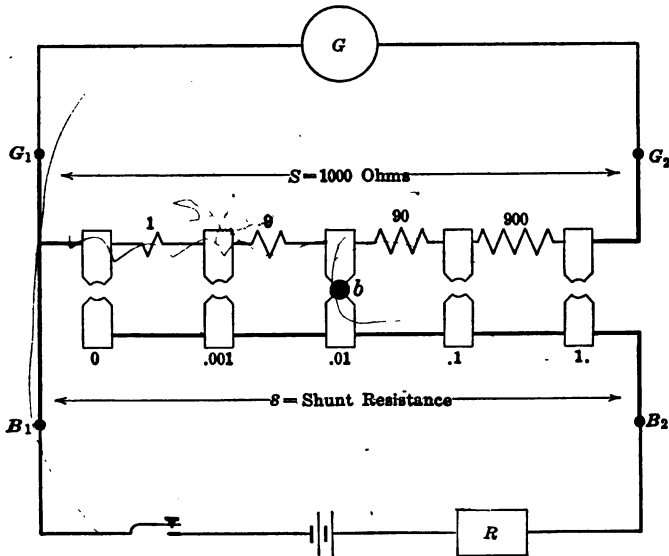 G
G1 G2
S=1000 Ohms
1 9 90 900
b
0 .001 .01 .1 1.
s=Shunt Resistance
B1 B2
R